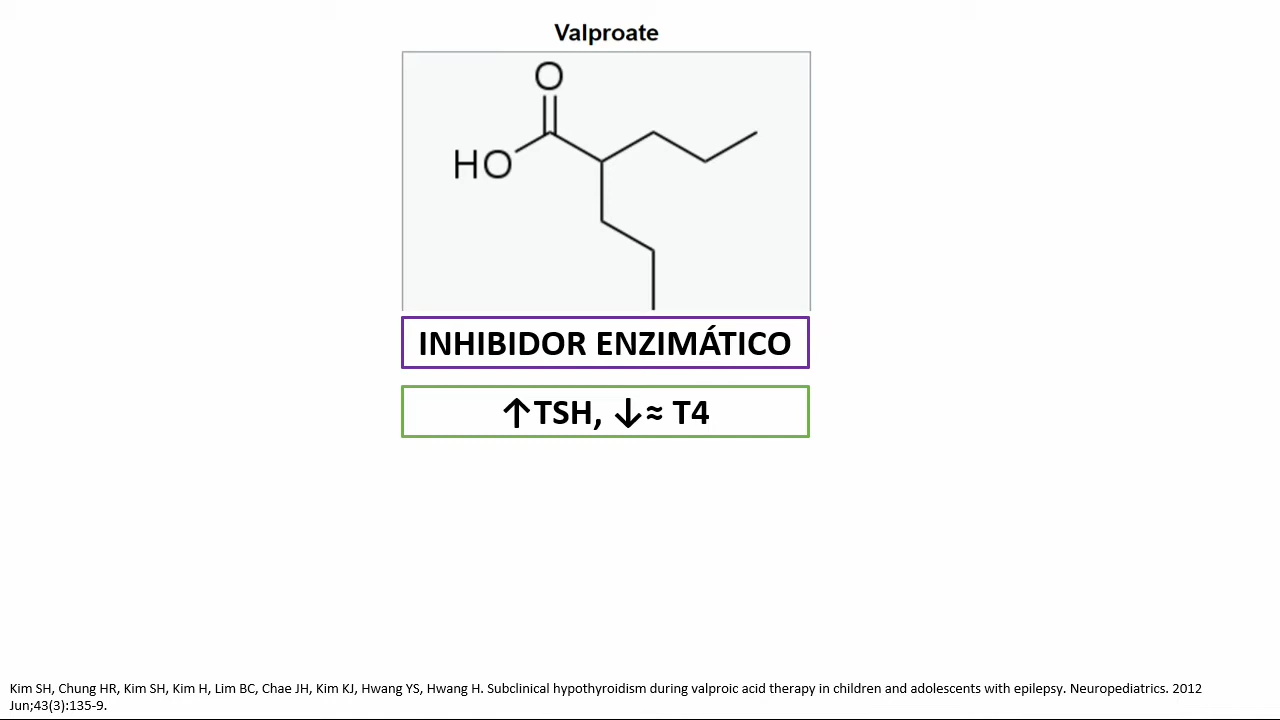 Valproate
O
HO
INHIBIDOR ENZIMÁTICO
↑TSH, ↓≈ T4
Kim SH, Chung HR, Kim SH, Kim H, Lim BC, Chae JH, Kim KJ, Hwang YS, Hwang H. Subclinical hypothyroidism during valproic acid therapy in children and adolescents with epilepsy. Neuropediatrics. 2012
Jun;43(3):135-9.